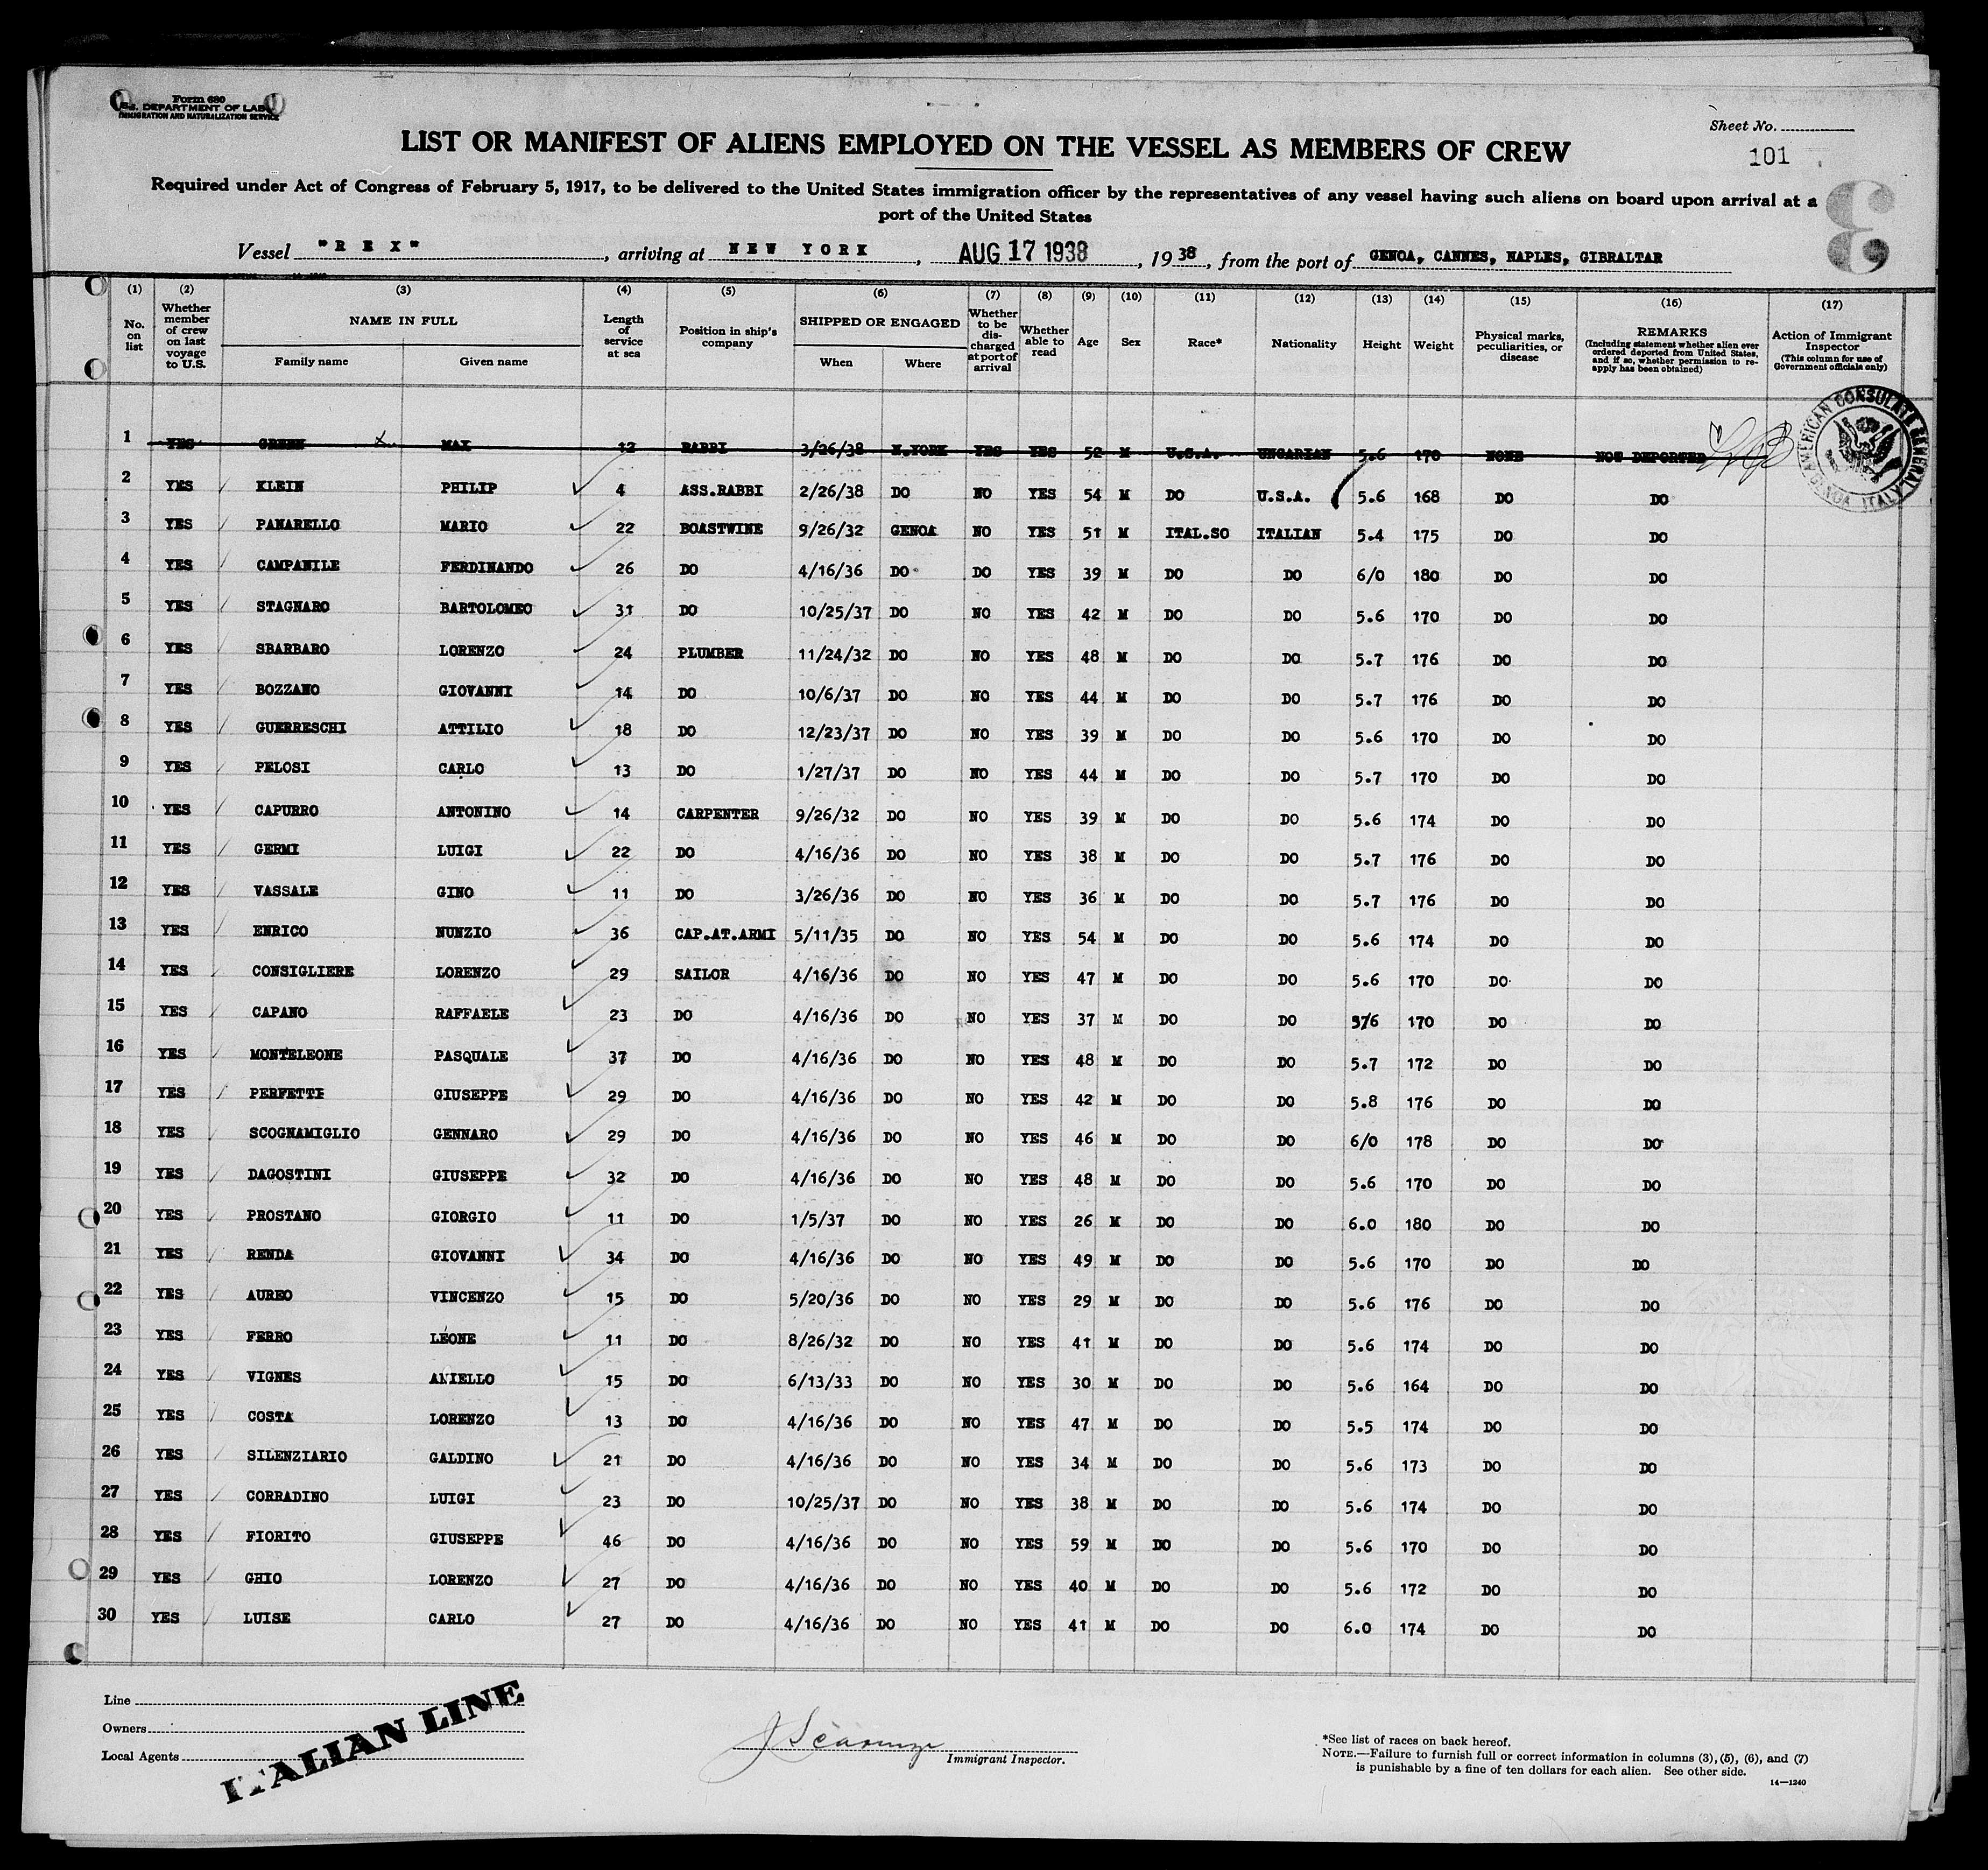 Form 680
U.S. DEPARTMENT OF LABOR
IMMIGRATION AND NATURALIZATION SERVICE
Sheet No.
101
3
LIST OR MANIFEST OF ALIENS EMPLOYED ON THE VESSEL AS MEMBERS OF CREW
Required under Act of Congress of February 5, 1917, to be delivered to the United States immigration officer by the representatives of any vessel having such aliens on board upon arrival at a
port of the United States
Vessel "REX", arriving at NEW YORK, AUG 17 1938, 1938, from the port of GENOA, CANNES, NAPLES, GIBRALTAR
(1) (2) (3) (4) (5) (6) (7) (8) (9) (10) (11) (12) (13) (14) (15) (16) (17)
No. on list
Whether member of crew on last voyage to U.S.
NAME IN FULL
Family name Given name
Length of service at sea
Position in ship's company
SHIPPED OR ENGAGED
When Where
Whether to be discharged at port of arrival
Whether able to read
Age
Sex
Race*
Nationality
Height
Weight
Physical marks, peculiarities, or disease
REMARKS
(Including statement whether alien ever ordered deported from United States, and if so, whether permission to re-apply has been obtained)
Action of Immigrant Inspector
(This column for use of Government officials only)
AMERICAN CONSULATE GENERAL GENOA, ITALY
1 YES GREEN X MAX 12 RABBI 3/26/38 N.YORK YES YES 52 M U.S.A. UNGARIAN 5.6 170 NONE NOT DEPORTED
2 YES KLEIN PHILIP 4 ASS.RABBI 2/26/38 DO NO YES 54 M DO U.S.A. 5.6 168 DO DO
3 YES PANARELLO MARIO 22 BOASTWINE 9/26/32 GENOA NO YES 51 M ITAL.SO ITALIAN 5.4 175 DO DO
4 YES CAMPANILE FERDINANDO 26 DO 4/16/36 DO DO YES 39 M DO DO 6/0 180 DO DO
5 YES STAGNARO BARTOLOMEO 31 DO 10/25/37 DO NO YES 42 M DO DO 5.6 170 DO DO
6 YES SBARBARO LORENZO 24 PLUMBER 11/24/32 DO NO YES 48 M DO DO 5.7 176 DO DO
7 YES BOZZANO GIOVANNI 14 DO 10/6/37 DO NO YES 44 M DO DO 5.7 176 DO DO
8 YES GUERRESCHI ATTILIO 18 DO 12/23/37 DO NO YES 39 M DO DO 5.6 170 DO DO
9 YES PELOSI CARLO 13 DO 1/27/37 DO NO YES 44 M DO DO 5.7 170 DO DO
10 YES CAPURRO ANTONINO 14 CARPENTER 9/26/32 DO NO YES 39 M DO DO 5.6 174 DO DO
11 YES GERMI LUIGI 22 DO 4/16/36 DO NO YES 38 M DO DO 5.7 176 DO DO
12 YES VASSALE GINO 11 DO 3/26/36 DO NO YES 36 M DO DO 5.7 176 DO DO
13 YES ENRICO NUNZIO 36 CAP.AT.ARMI 5/11/35 DO NO YES 54 M DO DO 5.6 174 DO DO
14 YES CONSIGLIERE LORENZO 29 SAILOR 4/16/36 DO NO YES 47 M DO DO 5.6 170 DO DO
15 YES CAPANO RAFFAELE 23 DO 4/16/36 DO NO YES 37 M DO DO 5/6 170 DO DO
16 YES MONTELEONE PASQUALE 37 DO 4/16/36 DO NO YES 48 M DO DO 5.7 172 DO DO
17 YES PERFETTI GIUSEPPE 29 DO 4/16/36 DO NO YES 42 M DO DO 5.8 176 DO DO
18 YES SCOGNAMIGLIO GENNARO 29 DO 4/16/36 DO NO YES 46 M DO DO 6/0 178 DO DO
19 YES DAGOSTINI GIUSEPPE 32 DO 4/16/36 DO NO YES 48 M DO DO 5.6 170 DO DO
20 YES PROSTANO GIORGIO 11 DO 1/5/37 DO NO YES 26 M DO DO 6.0 180 DO DO
21 YES RENDA GIOVANNI 34 DO 4/16/36 DO NO YES 49 M DO DO 5.6 170 DO DO
22 YES AUREO VINCENZO 15 DO 5/20/36 DO NO YES 29 M DO DO 5.6 176 DO DO
23 YES FERRO LEONE 11 DO 8/26/32 DO NO YES 41 M DO DO 5.6 174 DO DO
24 YES VIGNES ANIELLO 15 DO 6/13/33 DO NO YES 30 M DO DO 5.6 164 DO DO
25 YES COSTA LORENZO 13 DO 4/16/36 DO NO YES 47 M DO DO 5.5 174 DO DO
26 YES SILENZIARIO GALDINO 21 DO 4/16/36 DO NO YES 34 M DO DO 5.6 173 DO DO
27 YES CORRADINO LUIGI 23 DO 10/25/37 DO NO YES 38 M DO DO 5.6 174 DO DO
28 YES FIORITO GIUSEPPE 46 DO 4/16/36 DO NO YES 59 M DO DO 5.6 170 DO DO
29 YES GHIO LORENZO 27 DO 4/16/36 DO NO YES 40 M DO DO 5.6 172 DO DO
30 YES LUISE CARLO 27 DO 4/16/36 DO NO YES 41 M DO DO 6.0 174 DO DO
Line
Owners
Local Agents
ITALIAN LINE
Immigrant Inspector.
*See list of races on back hereof.
NOTE.—Failure to furnish full or correct information in columns (3), (5), (6), and (7)
is punishable by a fine of ten dollars for each alien. See other side.
14—1240